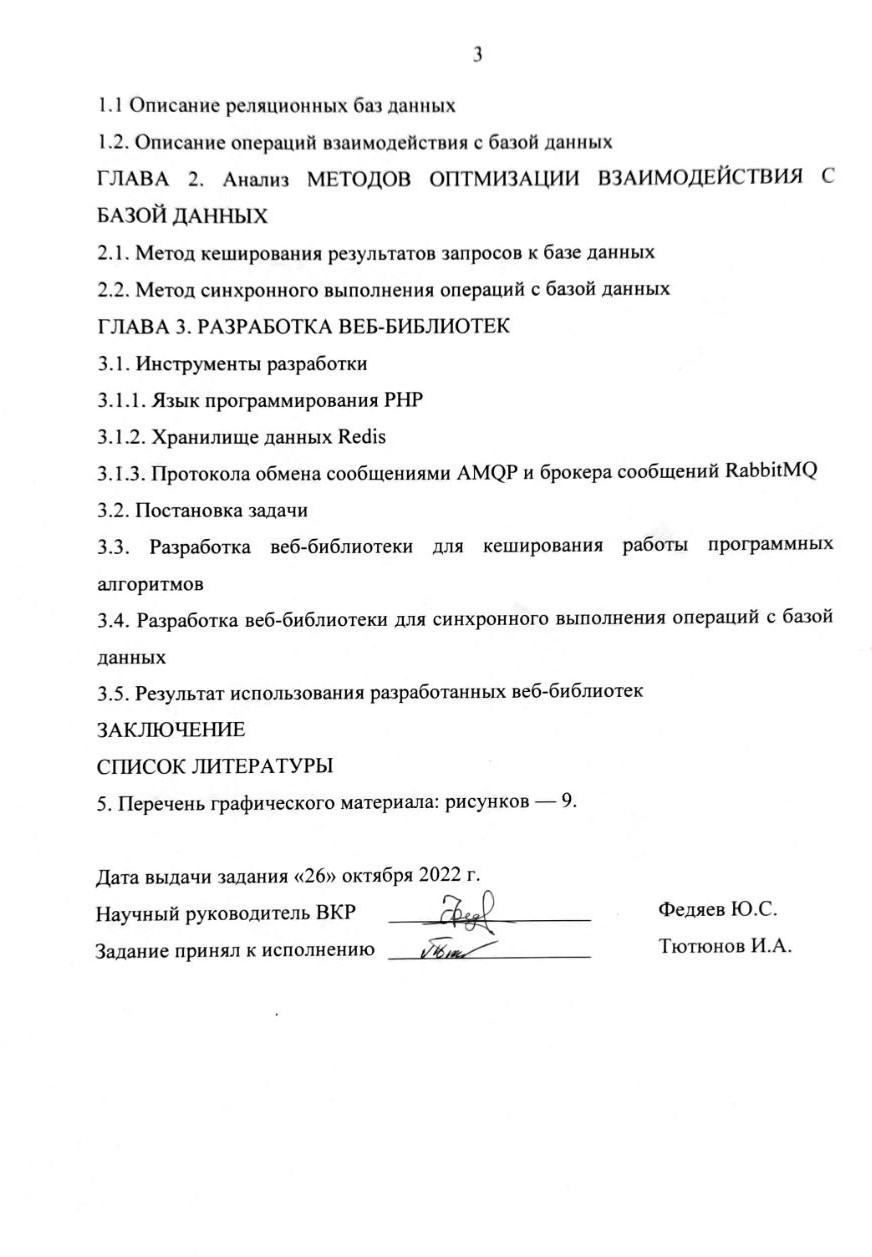 3
1.1 Описание реляционных баз данных
1.2. Описание операций взаимодействия с базой данных
ГЛАВА 2. Анализ МЕТОДОВ ОПТМИЗАЦИИ ВЗАИМОДЕЙСТВИЯ С
БАЗОЙ ДАННЫХ
2.1. Метод кеширования результатов запросов к базе данных
2.2. Метод синхронного выполнения операций с базой данных
ГЛАВА 3. РАЗРАБОТКА ВЕБ-БИБЛИОТЕК
3.1. Инструменты разработки
3.1.1. Язык программирования PHP
3.1.2. Хранилище данных Redis
3.1.3. Протокола обмена сообщениями AMQP и брокера сообщений RabbitMQ
3.2. Постановка задачи
3.3. Разработка веб-библиотеки для кеширования работы программных
алгоритмов
3.4. Разработка веб-библиотеки для синхронного выполнения операций с базой
данных
3.5. Результат использования разработанных веб-библиотек
ЗАКЛЮЧЕНИЕ
СПИСОК ЛИТЕРАТУРЫ
5. Перечень графического материала: рисунков — 9.
Дата выдачи задания «26» октября 2022 г.
Научный руководитель ВКР Федяев Ю.С.
Задание принял к исполнению Тютюнов И.А.